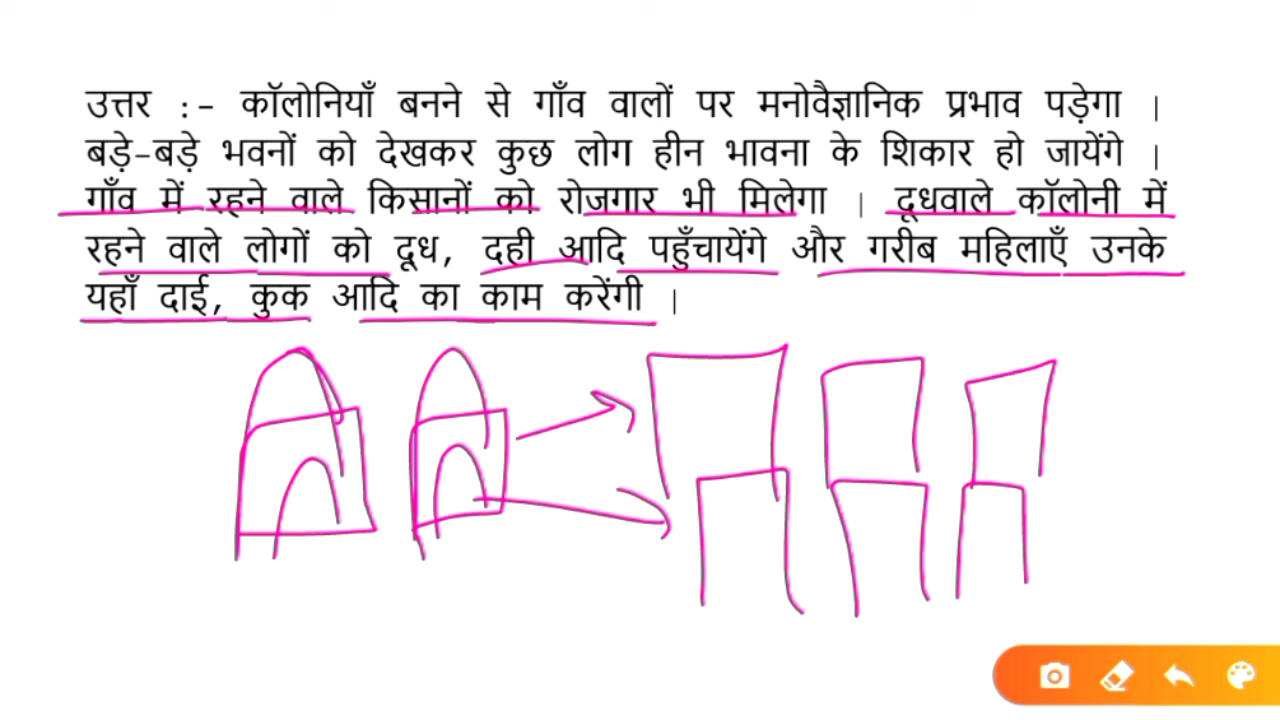 उत्तर :- कॉलोनियाँ बनने से गाँव वालों पर मनोवैज्ञानिक प्रभाव पड़ेगा ।
बड़े-बड़े भवनों को देखकर कुछ लोग हीन भावना के शिकार हो जायेंगे ।
गाँव में रहने वाले किसानों को रोजगार भी मिलेगा । दूधवाले कॉलोनी में
रहने वाले लोगों को दूध, दही आदि पहुँचायेंगे और गरीब महिलाएँ उनके
यहाँ दाई, कुक आदि का काम करेंगी ।